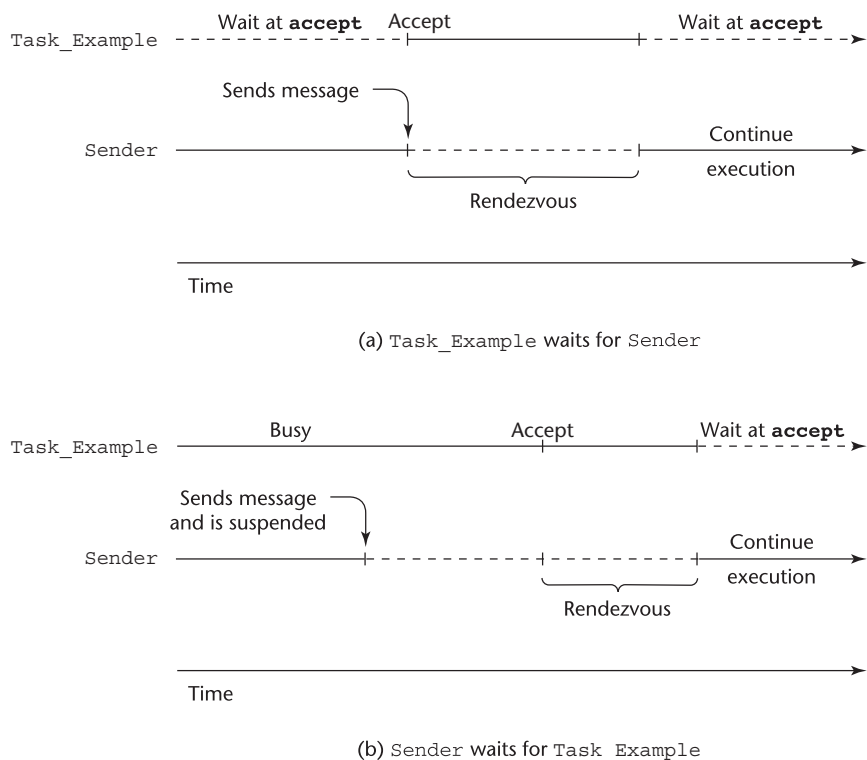 Wait at accept Accept Wait at accept
Task_Example
Sends message
Continue
Sender
execution
Rendezvous
Time
(a) Task_Example waits for Sender
Busy Accept Wait at accept
Task_Example
Sends message
and is suspended
Continue
Sender
execution
Rendezvous
Time
(b) Sender waits for Task Example